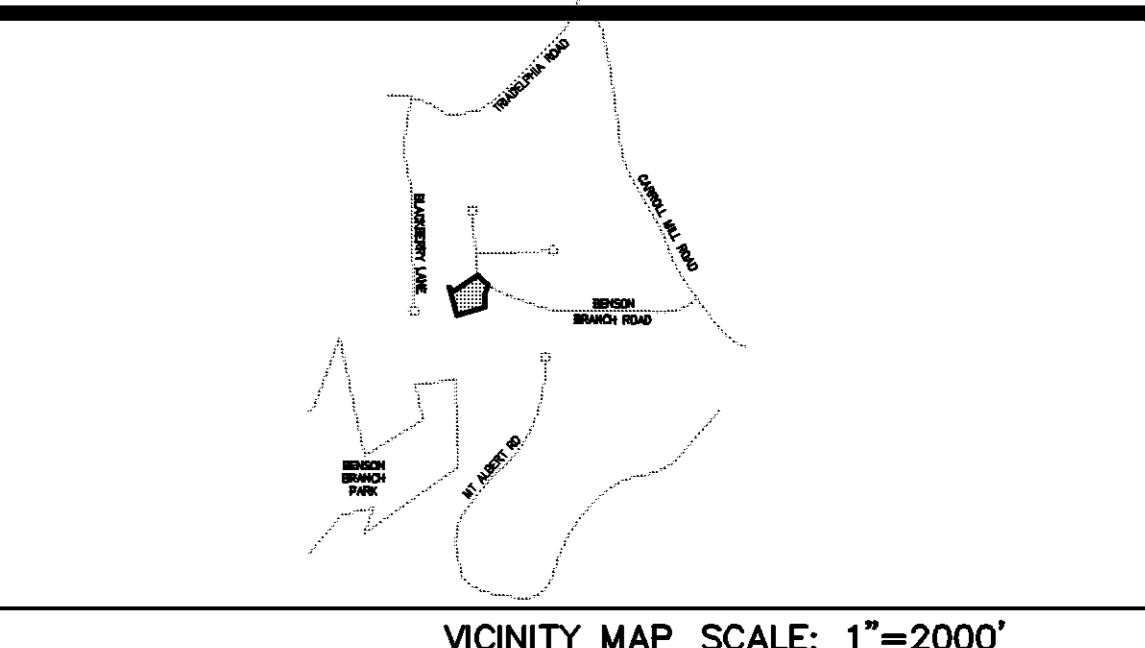 TRIADELPHIA ROAD
CARROLL MILL ROAD
BLACKBERRY LANE
BENSON
BRANCH ROAD
MT ALBERT RD
BENSON
BRANCH
PARK
VICINITY MAP SCALE: 1"=2000'